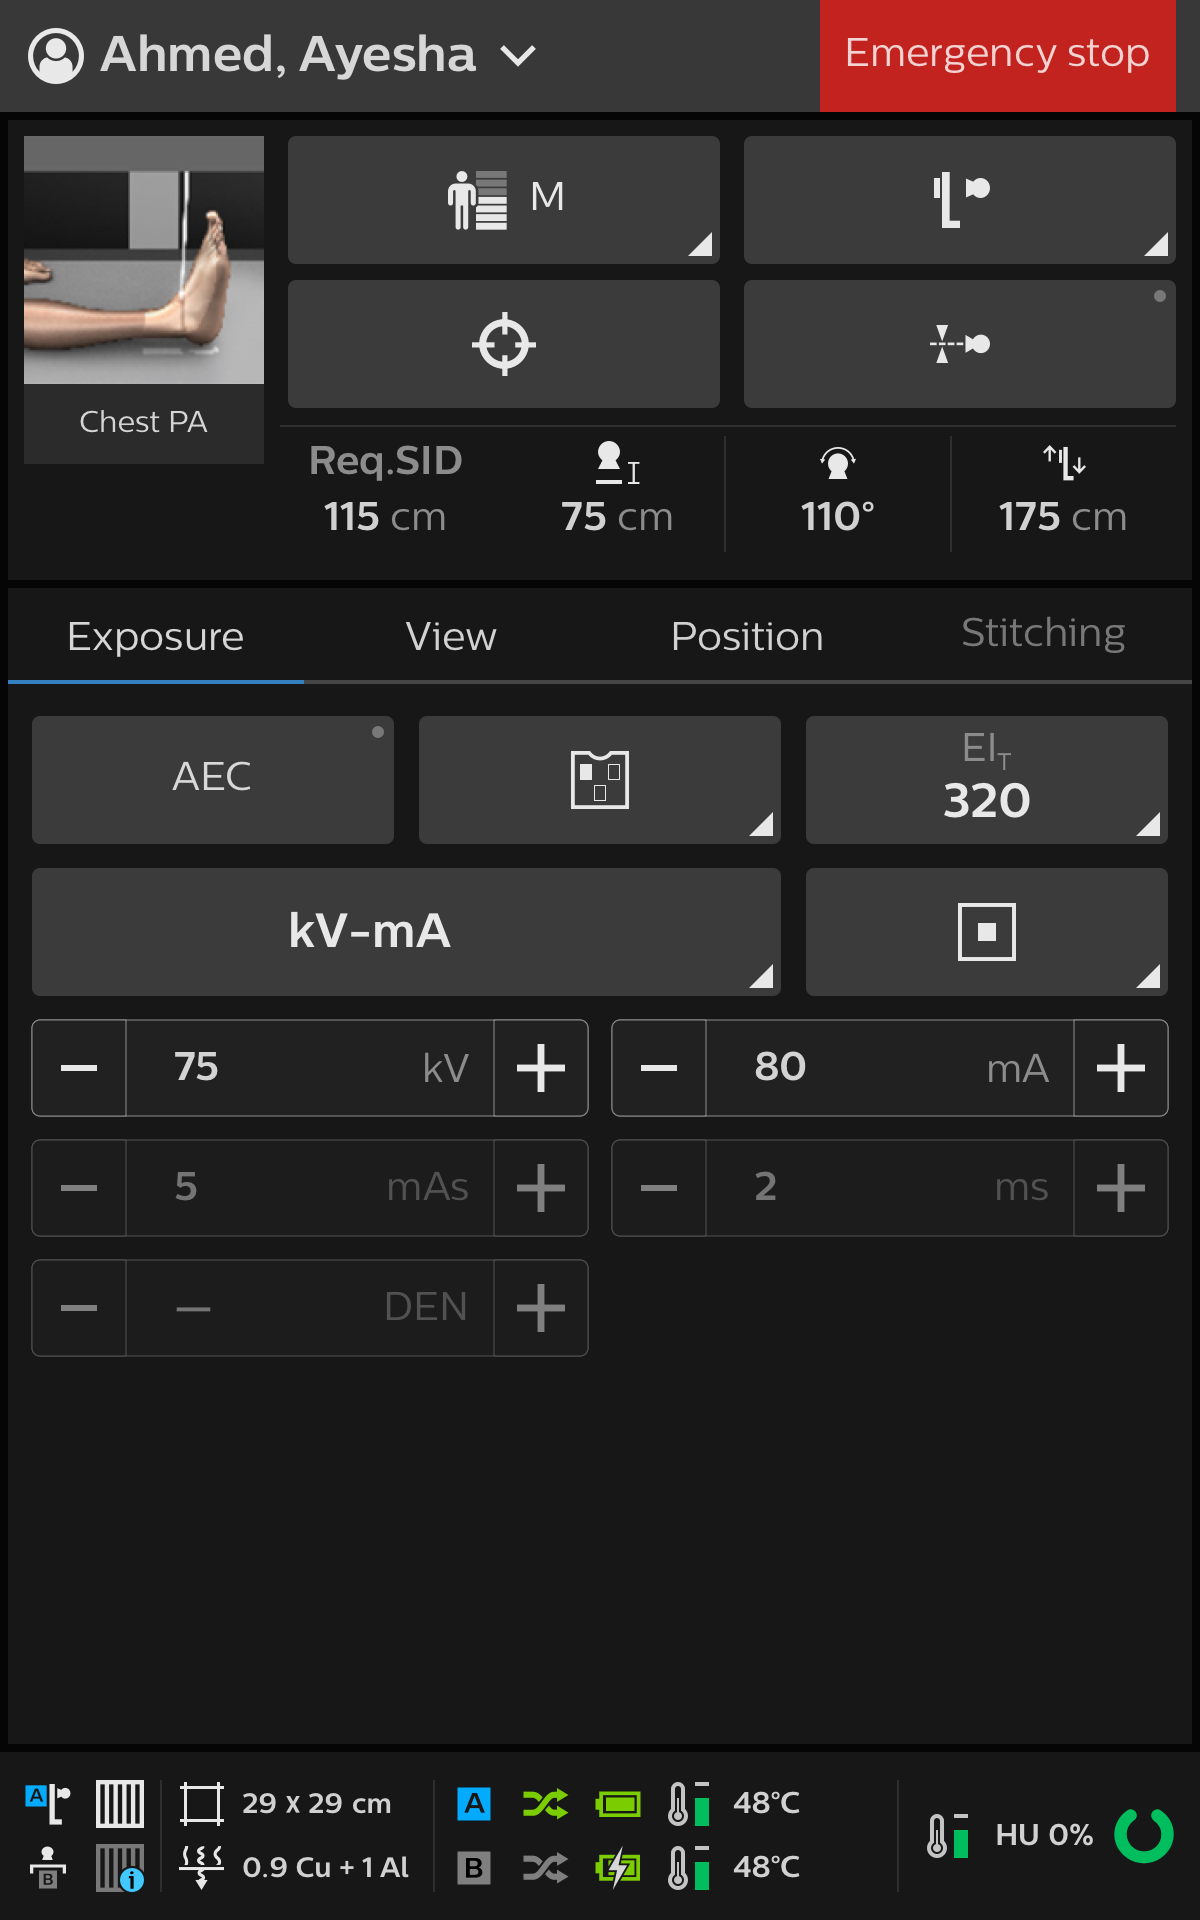 Ahmed, Ayesha
Emergency stop
M
Chest PA
Req.SID
115 cm
75 cm
110°
175 cm
Exposure View Position Stitching
AEC
EI T
320
kV-mA
75 kV
80 mA
5 mAs
2 ms
– DEN
A
29 x 29 cm
A
48°C
B
i
0.9 Cu + 1 Al
B
48°C
HU 0%